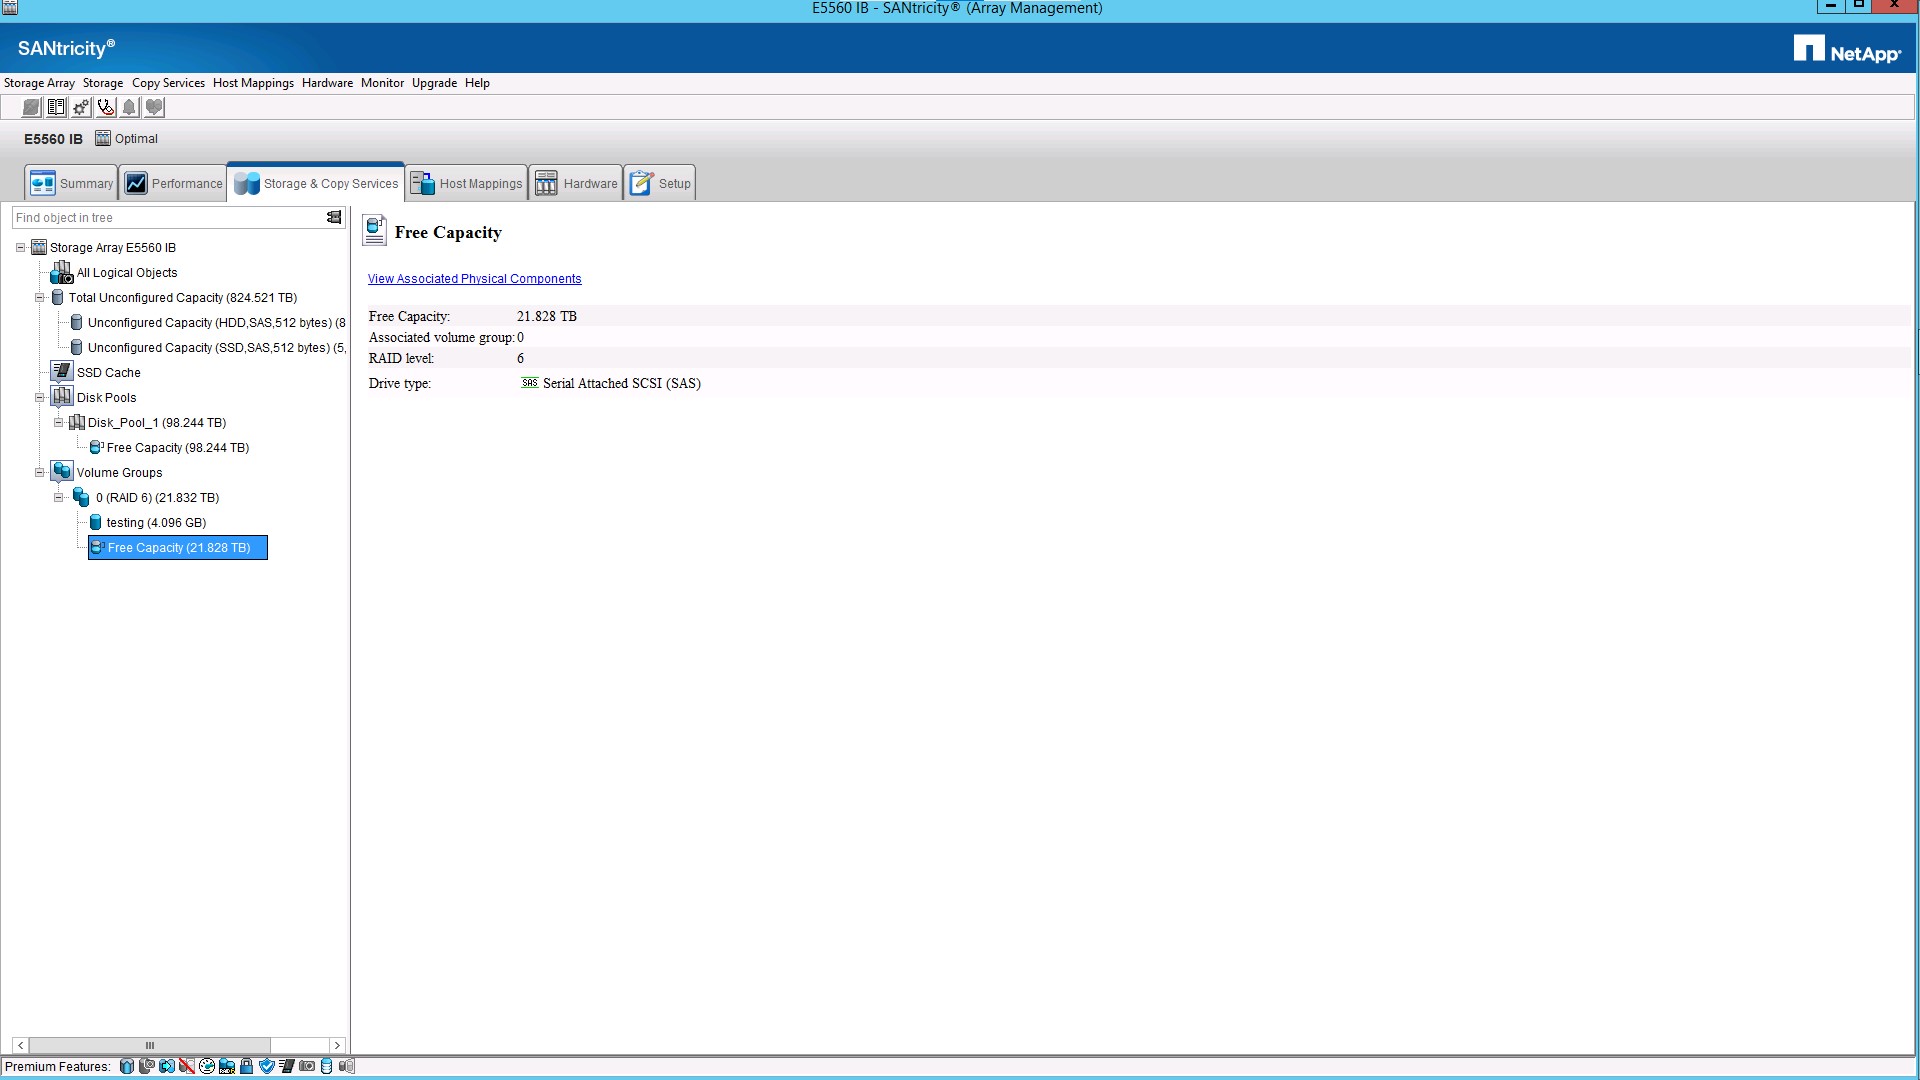 E5560 IB - SANtricity® (Array Management)
SANtricity®
NetApp®
Storage Array Storage Copy Services Host Mappings Hardware Monitor Upgrade Help
E5560 IB Optimal
Summary Performance Storage & Copy Services Host Mappings Hardware Setup
Find object in tree
Storage Array E5560 IB
All Logical Objects
Total Unconfigured Capacity (824.521 TB)
Unconfigured Capacity (HDD,SAS,512 bytes) (8
Unconfigured Capacity (SSD,SAS,512 bytes) (5,
SSD Cache
Disk Pools
Disk_Pool_1 (98.244 TB)
Free Capacity (98.244 TB)
Volume Groups
0 (RAID 6) (21.832 TB)
testing (4.096 GB)
Free Capacity (21.828 TB)
Free Capacity
View Associated Physical Components
Free Capacity: 21.828 TB
Associated volume group: 0
RAID level: 6
Drive type: SAS Serial Attached SCSI (SAS)
Premium Features: